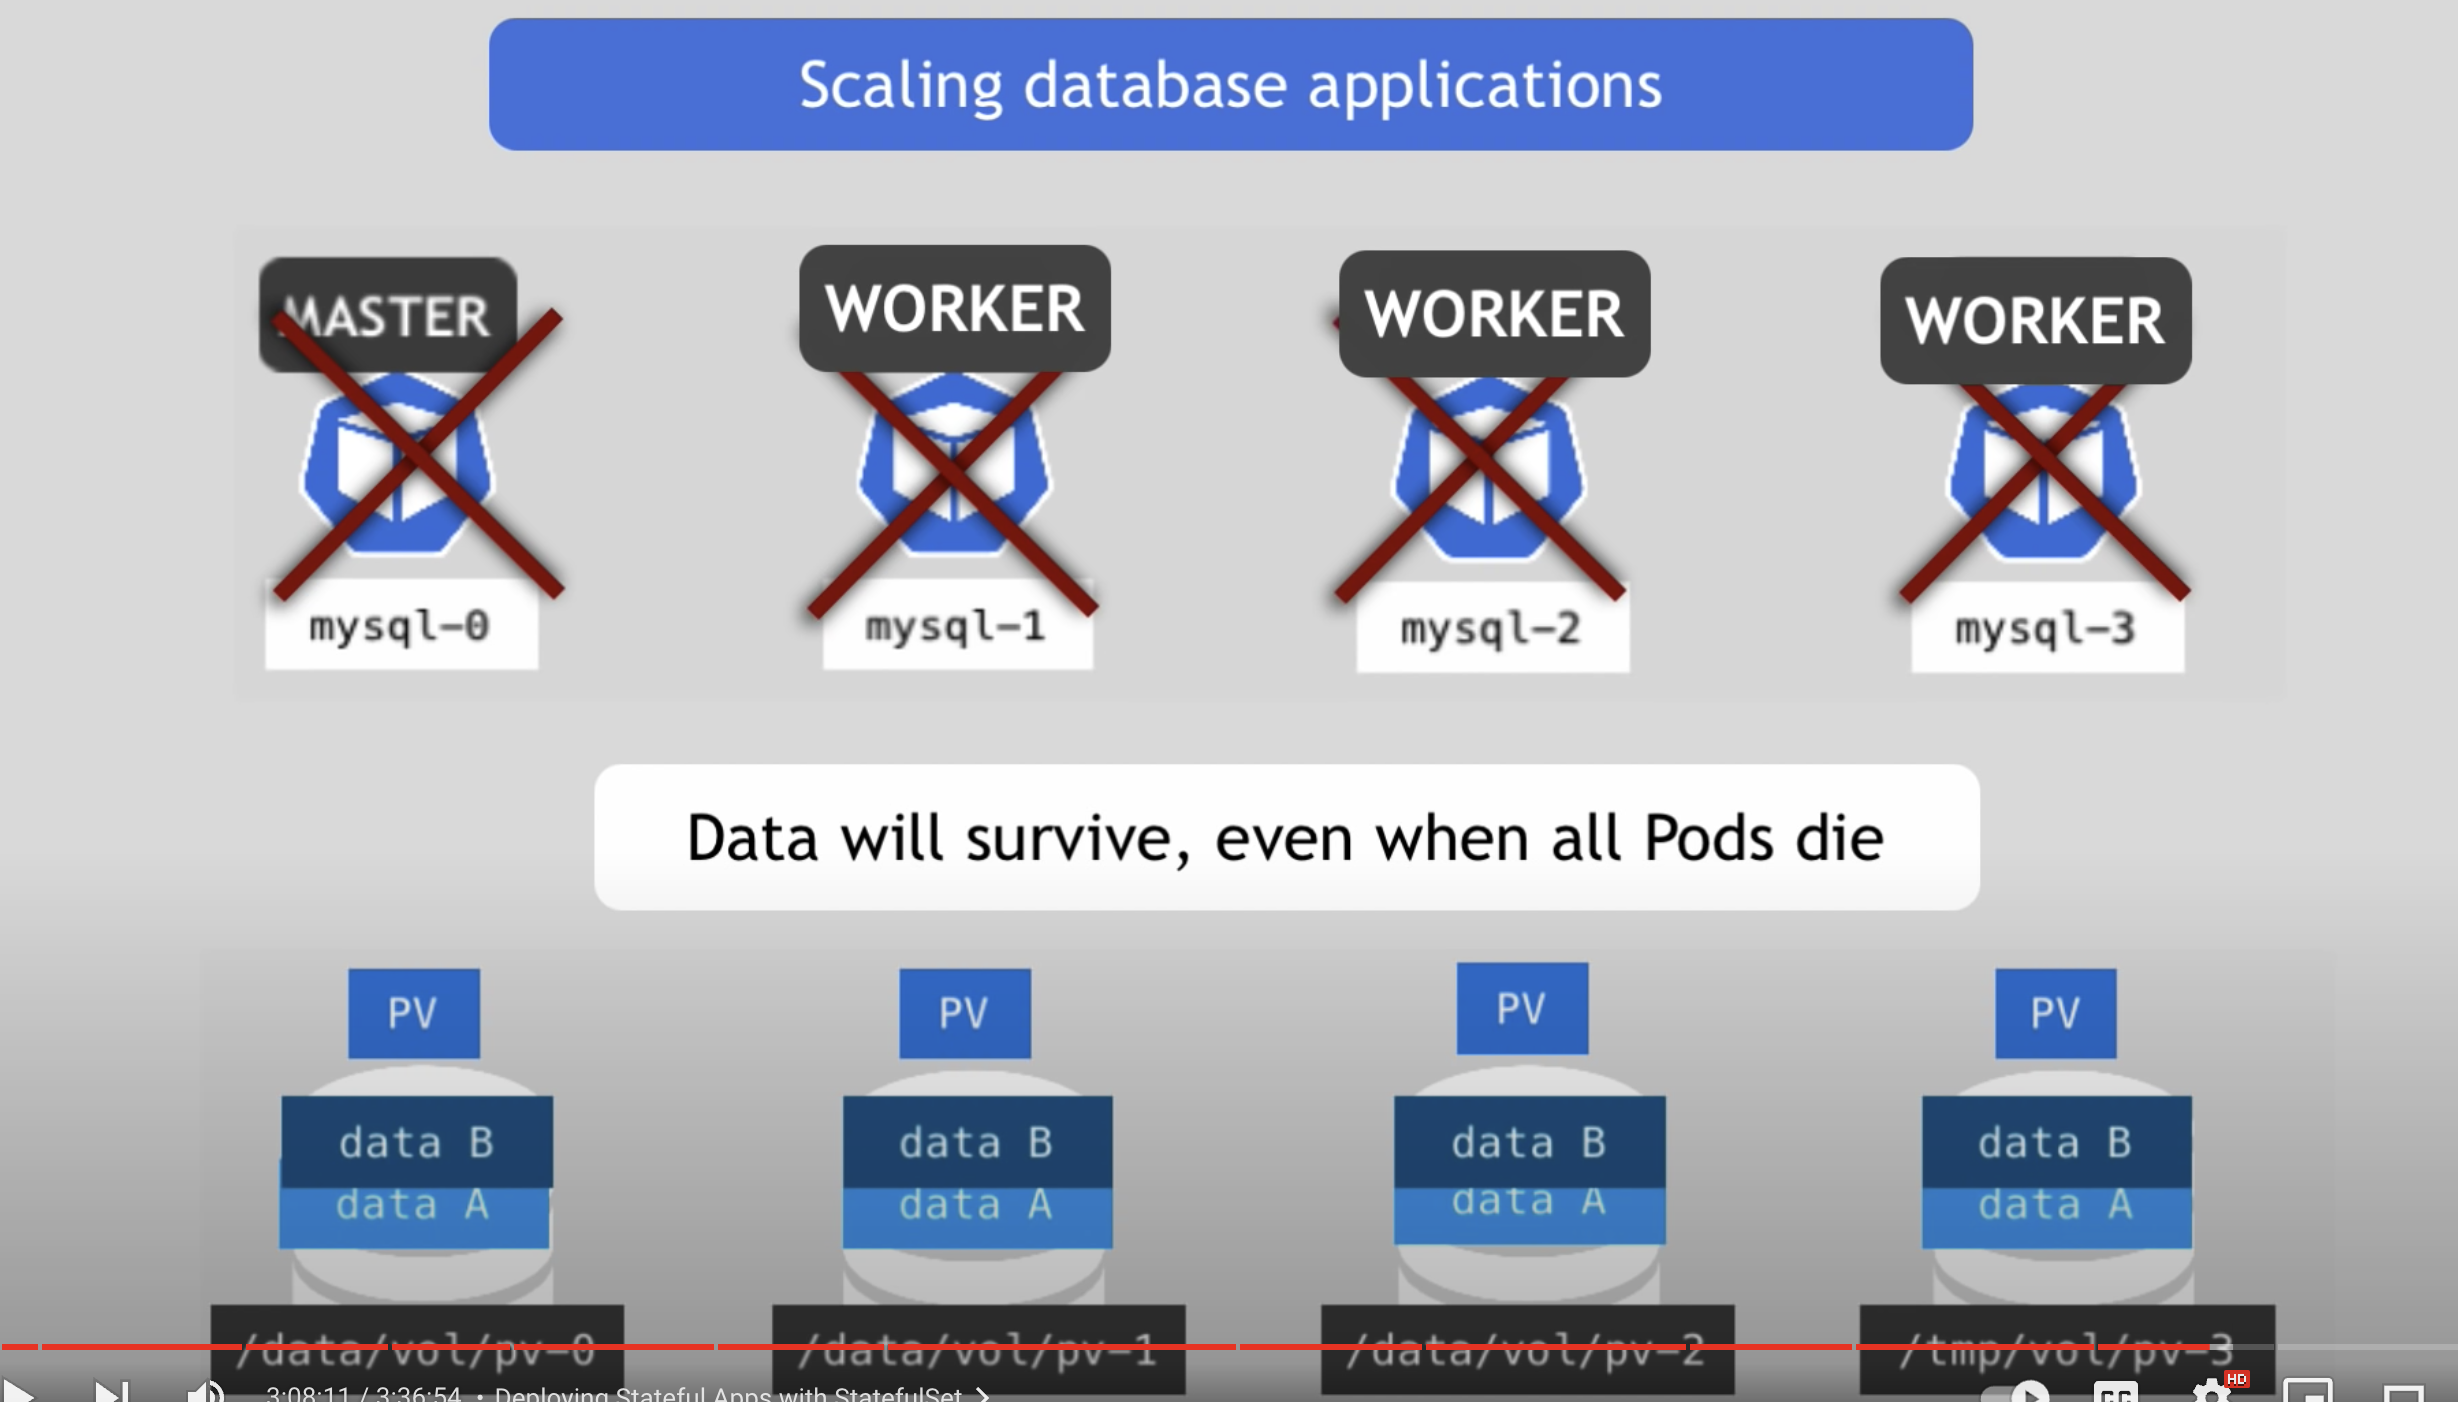 Scaling database applications
MASTER
WORKER
WORKER
WORKER
mysql-0
mysql-1
mysql-2
mysql-3
Data will survive, even when all Pods die
PV
PV
PV
PV
data B
data B
data B
data B
data A
data A
data A
data A
/data/vol/pv-0
/data/vol/pv-1
/data/vol/pv-2
/tmp/vol/pv-3
3:08:11 / 3:36:54 • Deploying Stateful Apps with StatefulSet
CC
HD